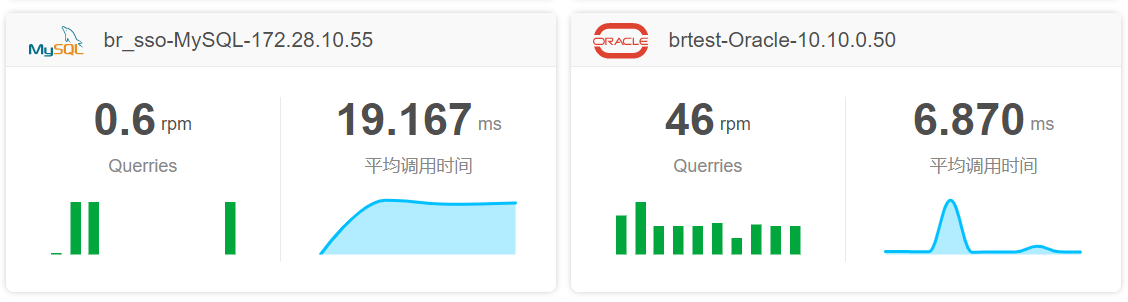 MySQL br_sso-MySQL-172.28.10.55
0.6 rpm
Querries
19.167 ms
平均调用时间
ORACLE brtest-Oracle-10.10.0.50
46 rpm
Querries
6.870 ms
平均调用时间